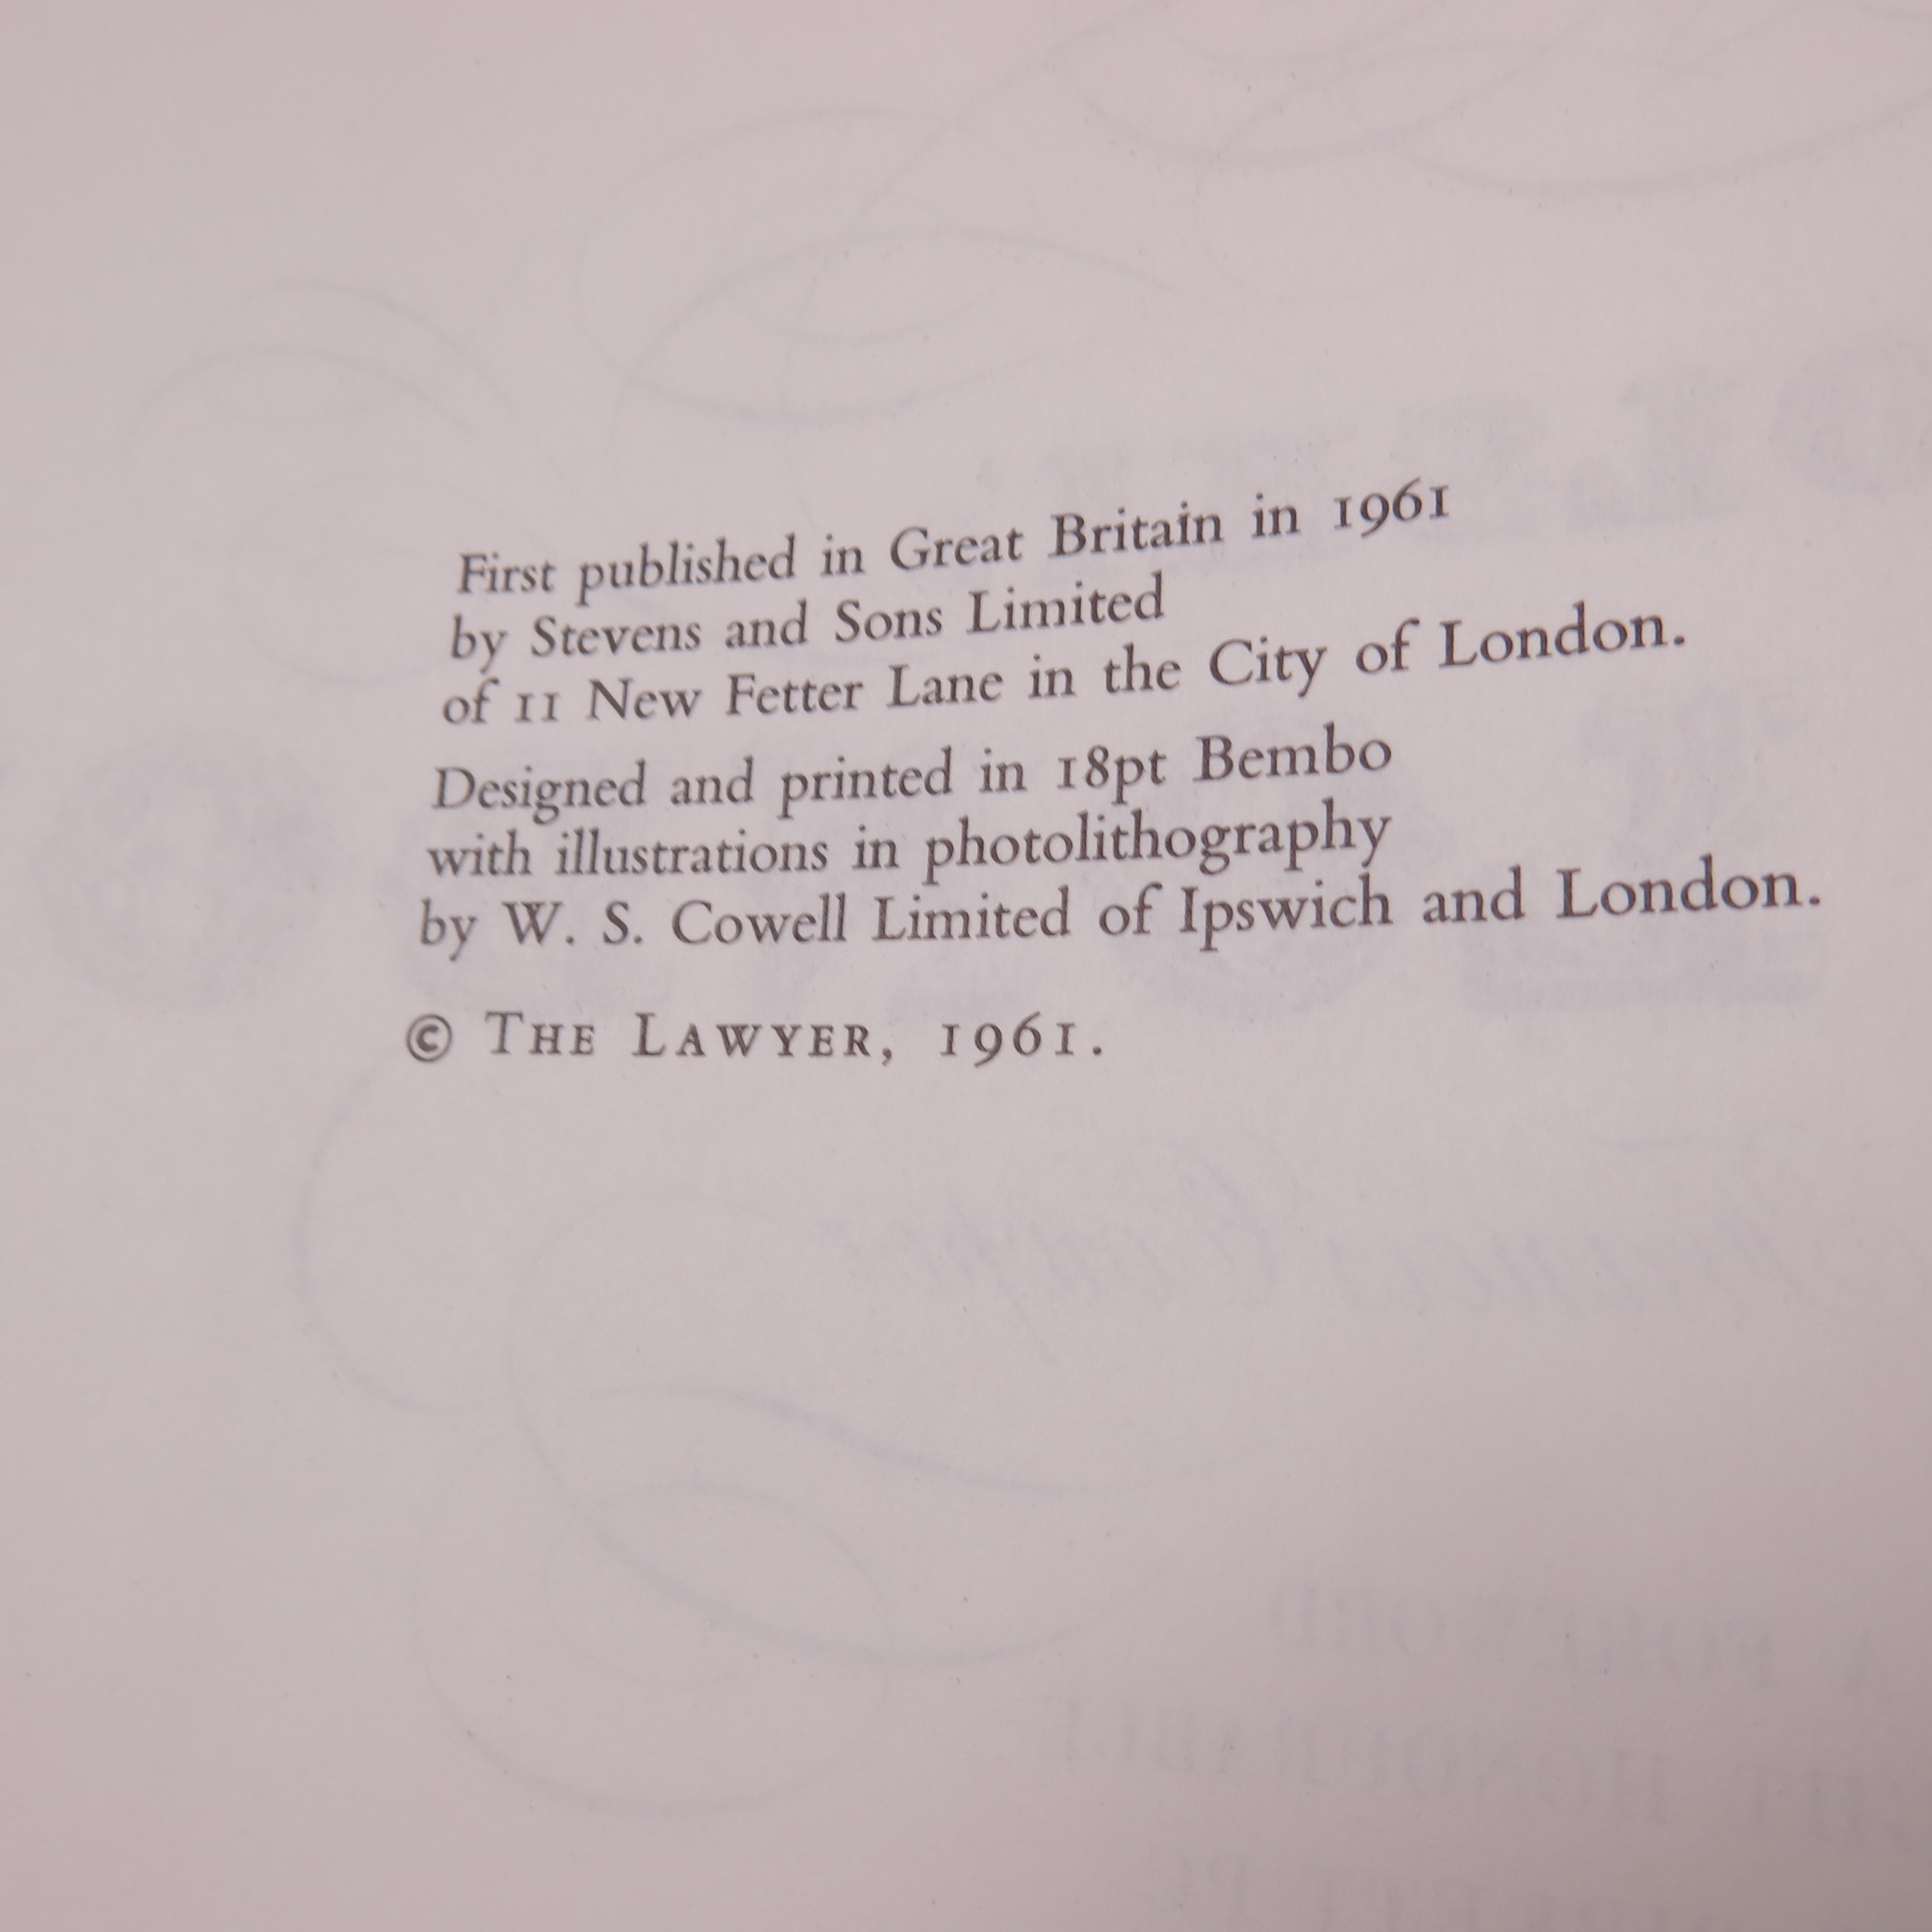 First published in Great Britain in 1961
by Stevens and Sons Limited
of 11 New Fetter Lane in the City of London.
Designed and printed in 18pt Bembo
with illustrations in photolithography
by W. S. Cowell Limited of Ipswich and London.
© THE LAWYER, 1961.